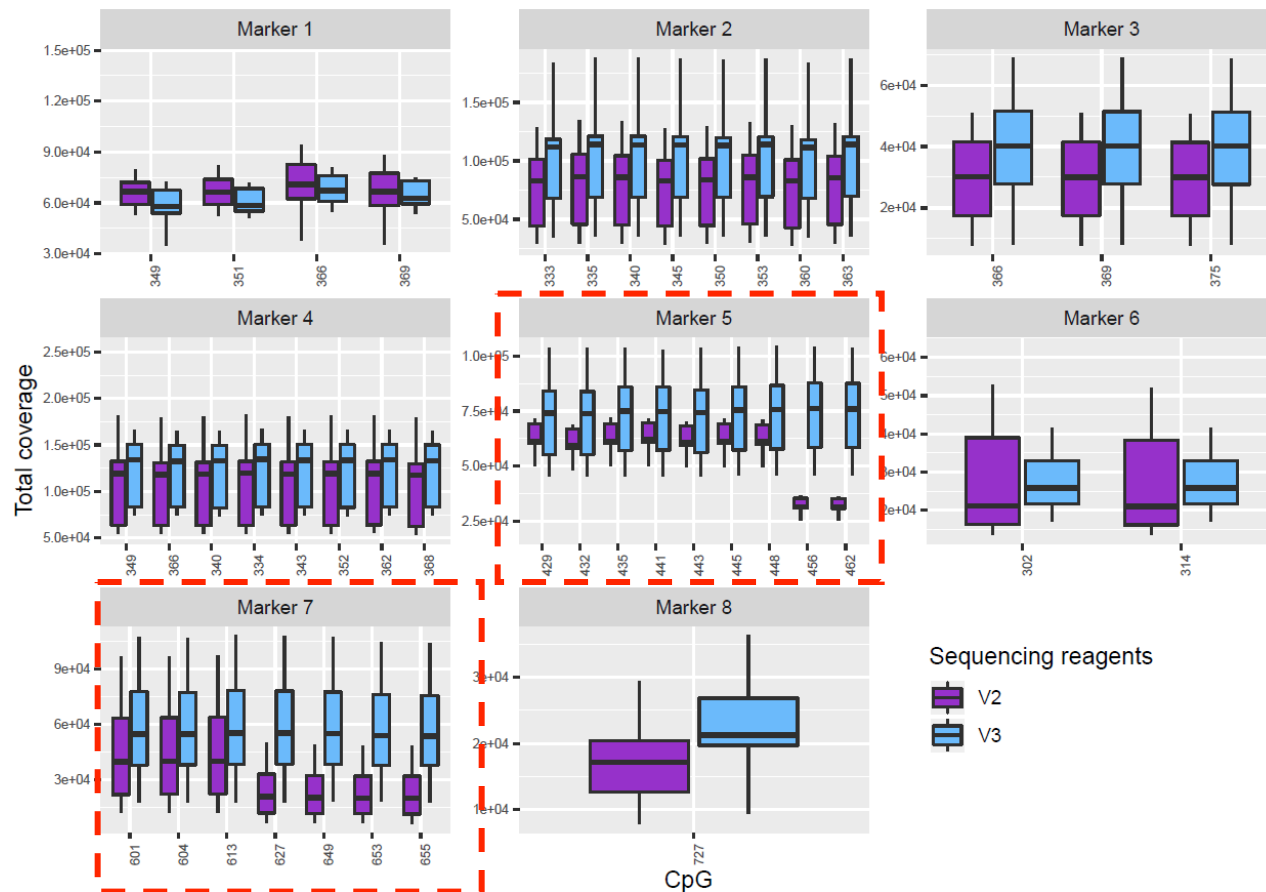 Marker 1
Marker 2
Marker 3
1.5e+05
1.2e+05
9.0e+04
6.0e+04
3.0e+04
349
351
366
369
1.5e+05
1.0e+05
5.0e+04
333
335
340
345
350
353
360
363
6e+04
4e+04
2e+04
366
369
375
Marker 4
Marker 5
Marker 6
2.5e+05
2.0e+05
1.5e+05
1.0e+05
5.0e+04
349
366
340
334
343
352
362
368
1.0e+05
7.5e+04
5.0e+04
2.5e+04
429
432
435
441
443
445
448
456
462
6e+04
5e+04
4e+04
3e+04
2e+04
302
314
Marker 7
Marker 8
9e+04
6e+04
3e+04
601
604
613
627
649
653
655
3e+04
2e+04
1e+04
727
Total coverage
CpG
Sequencing reagents
V2
V3